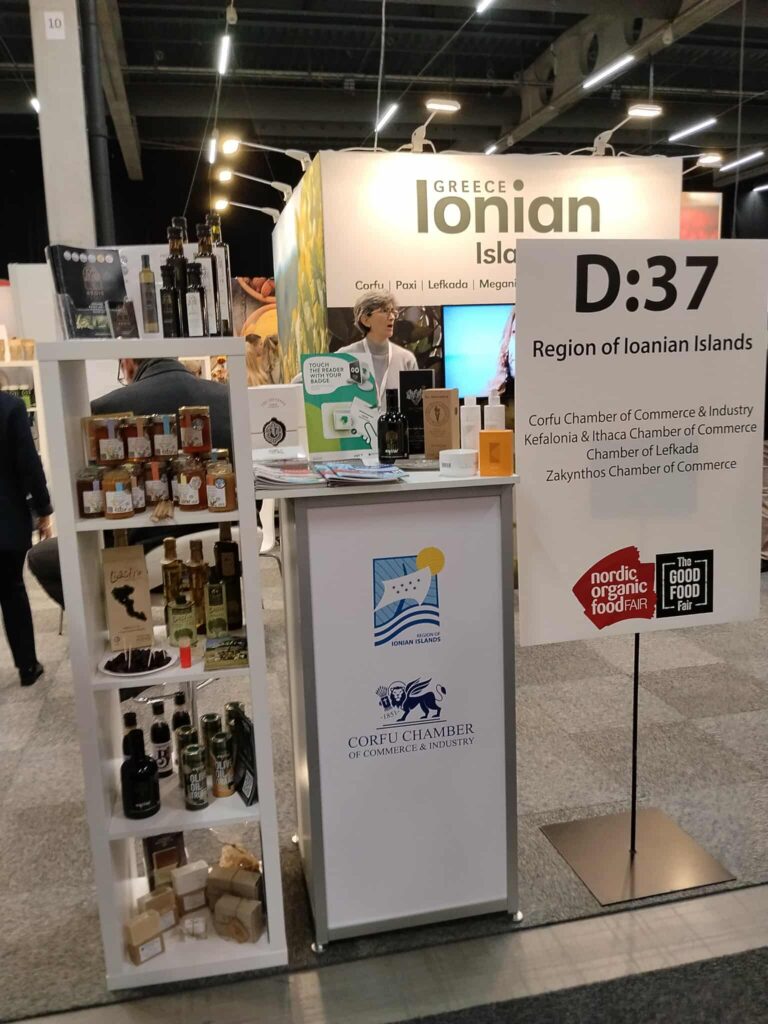 10
GREECE
Ionian
Isla
Corfu | Paxi | Lefkada | Megani
D:37
Region of Ioanian Islands
Corfu Chamber of Commerce & Industry
Kefalonia & Ithaca Chamber of Commerce
Chamber of Lefkada
Zakynthos Chamber of Commerce
nordic
organic
foodFAIR
The
GOOD
FOOD
Fair
TOUCH
THE READER
WITH YOUR
BADGE
REGION OF
IONIAN ISLANDS
·1851·
CORFU CHAMBER
OF COMMERCE & INDUSTRY